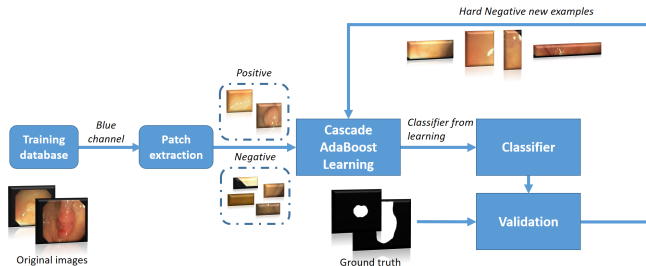 Hard Negative new examples
Positive
Blue
channel
Training
database
Patch
extraction
Negative
Cascade
AdaBoost
Learning
Classifier from
learning
Classifier
Validation
Original images
Ground truth